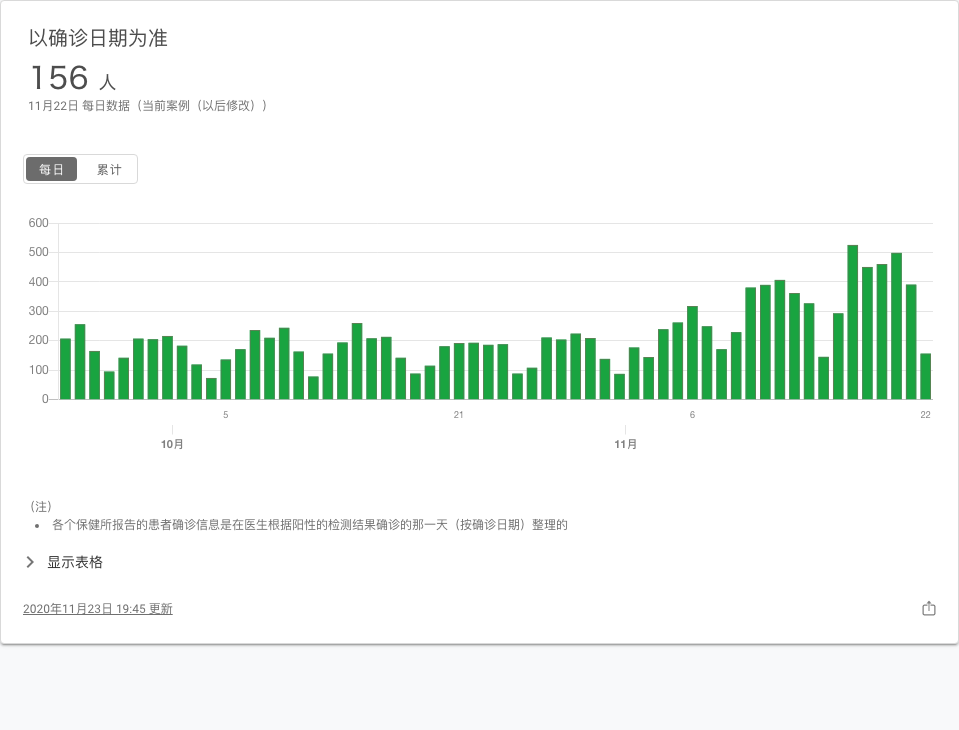 以确诊日期为准
156 人
11月22日 每日数据（当前案例（以后修改））
每日 累计
600
500
400
300
200
100
0
5 21 6 22
10月 11月
（注）
• 各个保健所报告的患者确诊信息是在医生根据阳性的检测结果确诊的那一天（按确诊日期）整理的
显示表格
2020年11月23日 19:45 更新